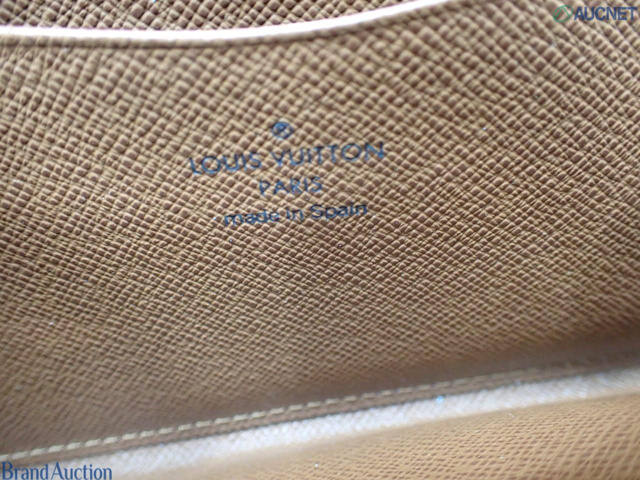 AUCNET
LOUIS VUITTON
PARIS
made in Spain
Brand Auction